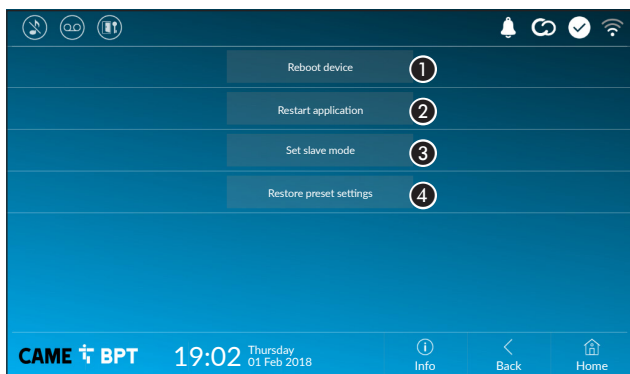 Reboot device 1
Restart application 2
Set slave mode 3
Restore preset settings 4
CAME BPT 19:02 Thursday
01 Feb 2018
Info Back Home